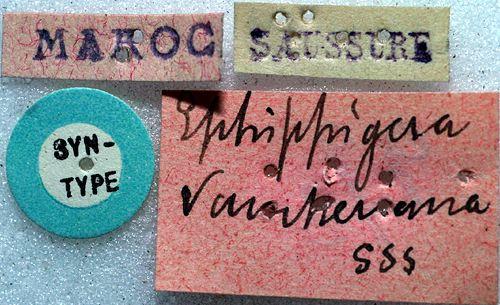 MAROC
SAUSSURE
SYN-
TYPE
Ephippigera
Vaucheriana
sss